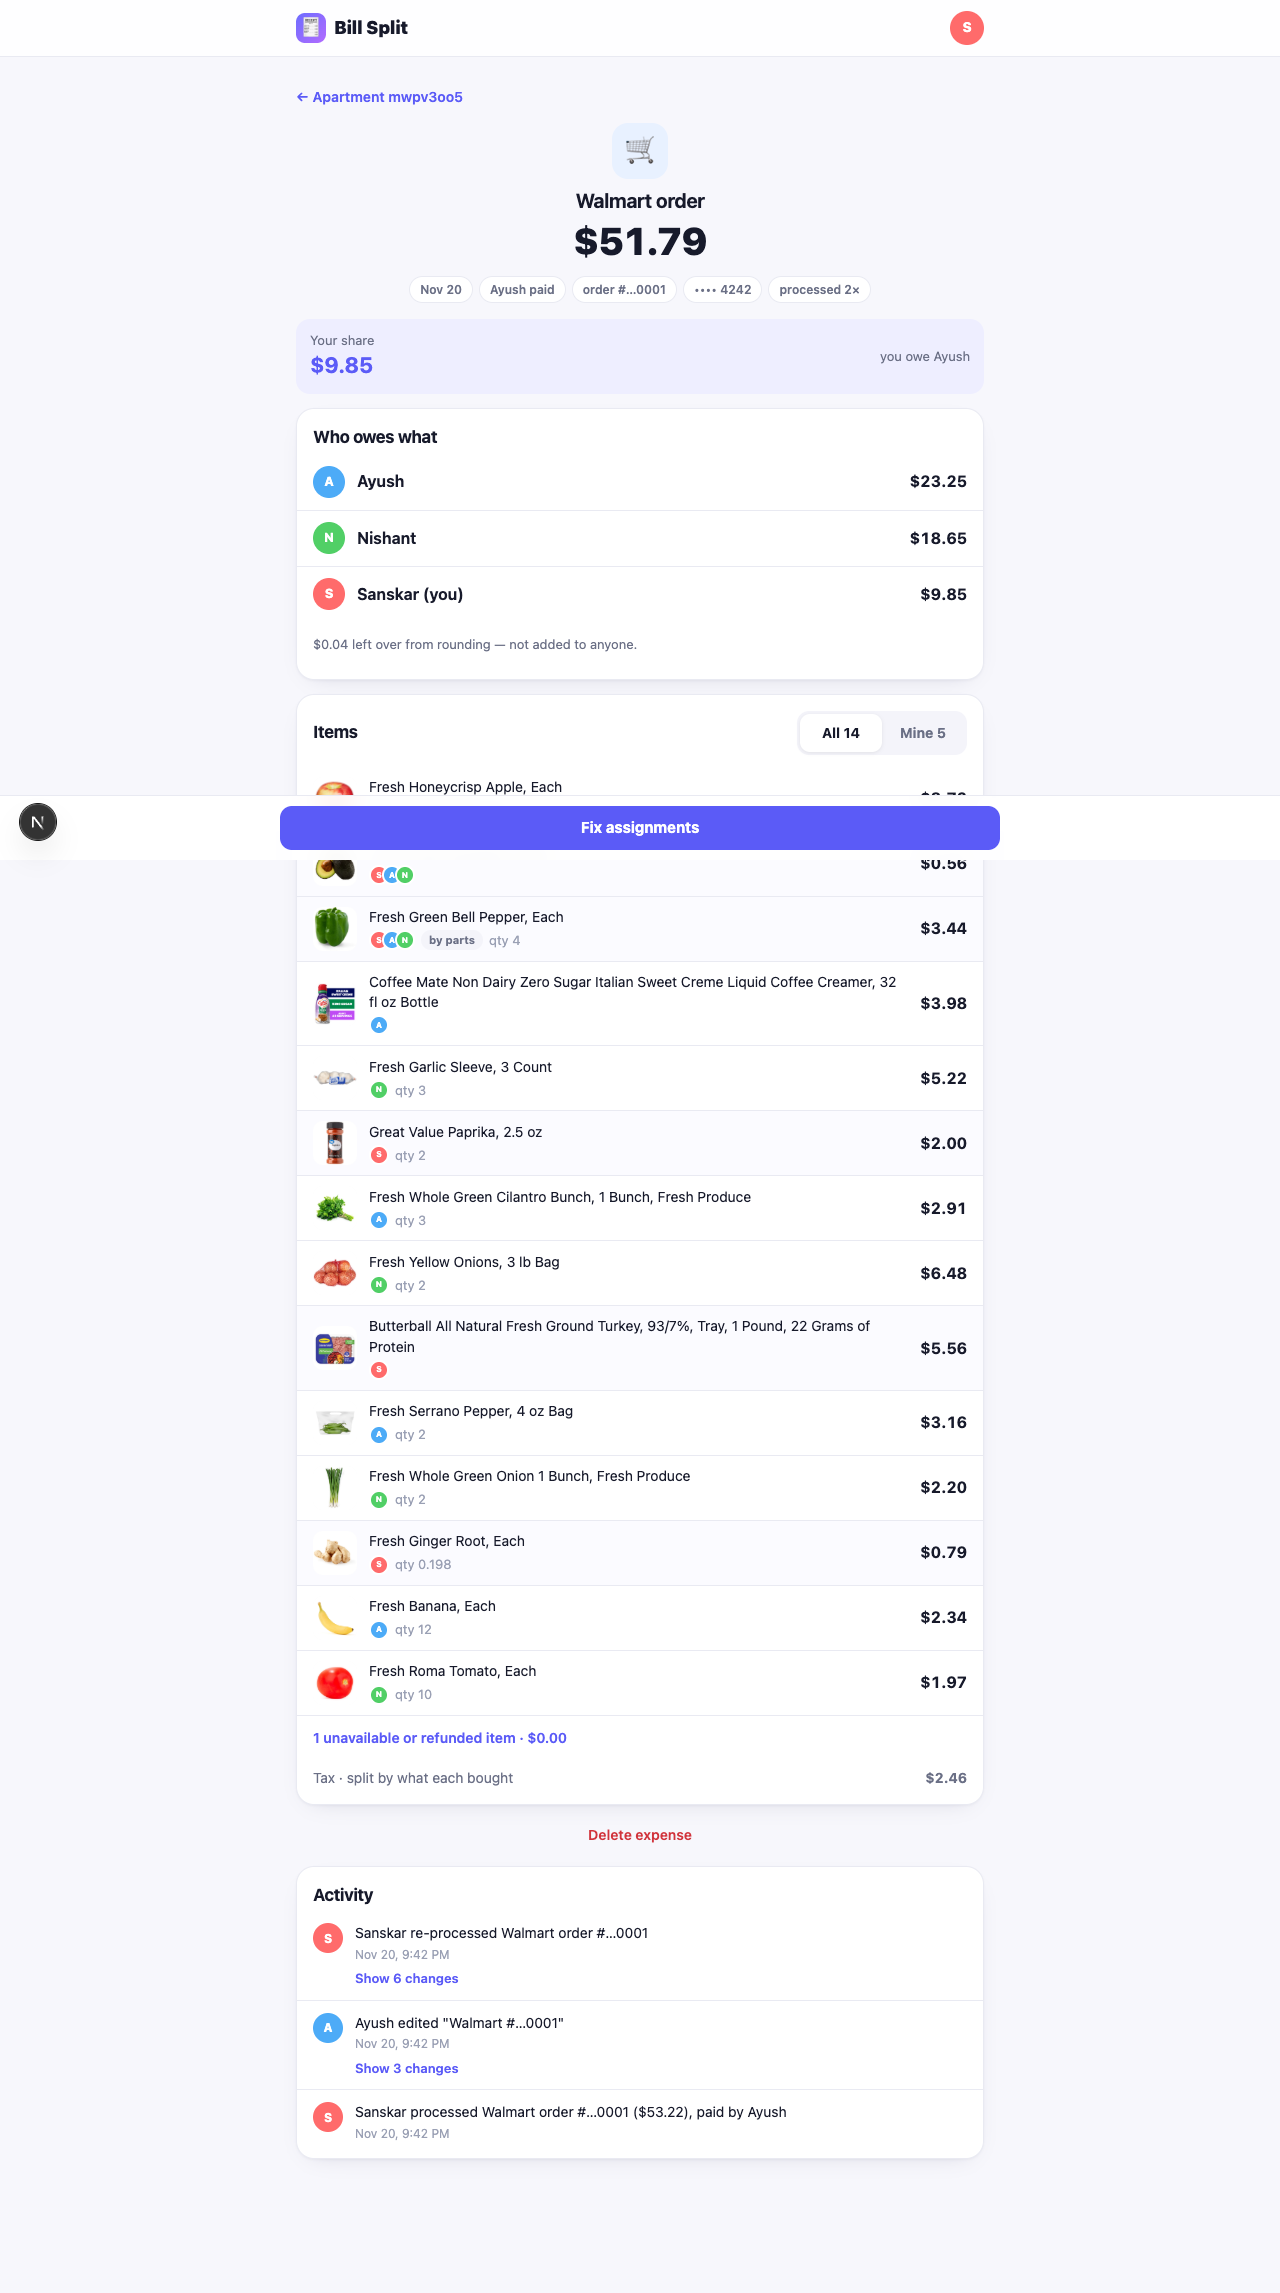 Bill Split
S
← Apartment mwpv3oo5
Walmart order
$51.79
Nov 20
Ayush paid
order #…0001
•••• 4242
processed 2×
Your share
$9.85
you owe Ayush
Who owes what
A
Ayush
$23.25
N
Nishant
$18.65
S
Sanskar (you)
$9.85
$0.04 left over from rounding — not added to anyone.
Items
All 14
Mine 5
Fresh Honeycrisp Apple, Each
N
Fix assignments
S A N
$0.56
Fresh Green Bell Pepper, Each
S A N by parts qty 4
$3.44
Coffee Mate Non Dairy Zero Sugar Italian Sweet Creme Liquid Coffee Creamer, 32
fl oz Bottle
A
$3.98
Fresh Garlic Sleeve, 3 Count
N qty 3
$5.22
Great Value Paprika, 2.5 oz
S qty 2
$2.00
Fresh Whole Green Cilantro Bunch, 1 Bunch, Fresh Produce
A qty 3
$2.91
Fresh Yellow Onions, 3 lb Bag
N qty 2
$6.48
Butterball All Natural Fresh Ground Turkey, 93/7%, Tray, 1 Pound, 22 Grams of
Protein
S
$5.56
Fresh Serrano Pepper, 4 oz Bag
A qty 2
$3.16
Fresh Whole Green Onion 1 Bunch, Fresh Produce
N qty 2
$2.20
Fresh Ginger Root, Each
S qty 0.198
$0.79
Fresh Banana, Each
A qty 12
$2.34
Fresh Roma Tomato, Each
N qty 10
$1.97
1 unavailable or refunded item · $0.00
Tax · split by what each bought
$2.46
Delete expense
Activity
S
Sanskar re-processed Walmart order #…0001
Nov 20, 9:42 PM
Show 6 changes
A
Ayush edited "Walmart #…0001"
Nov 20, 9:42 PM
Show 3 changes
S
Sanskar processed Walmart order #…0001 ($53.22), paid by Ayush
Nov 20, 9:42 PM